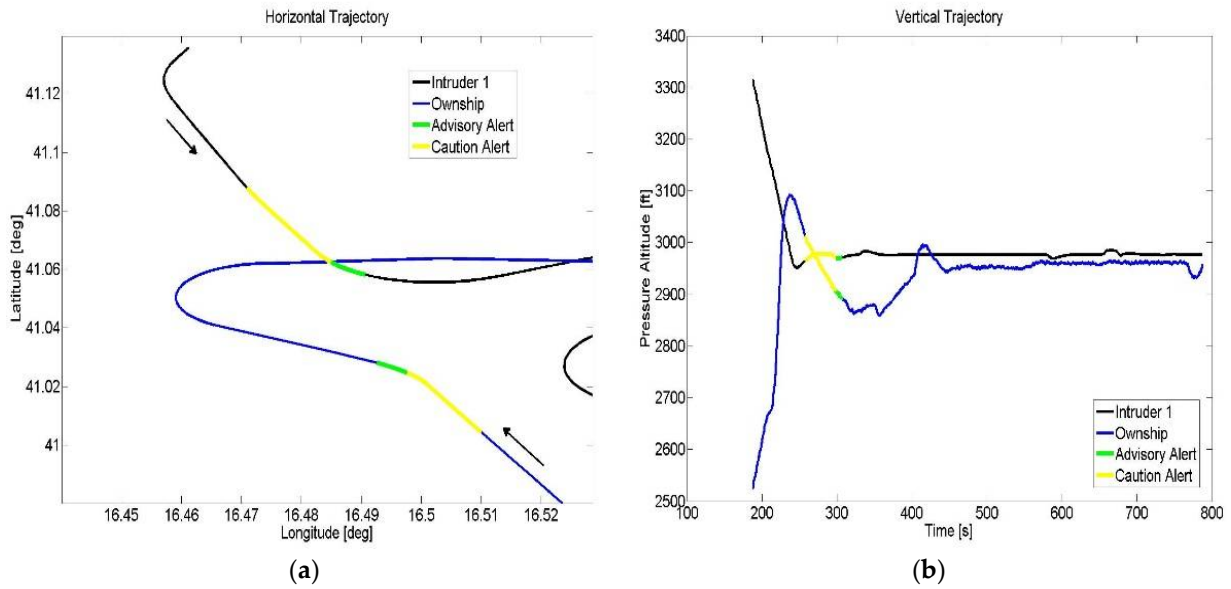 Horizontal Trajectory
Latitude [deg]
41.12
41.1
41.08
41.06
41.04
41.02
41
16.45 16.46 16.47 16.48 16.49 16.5 16.51 16.52
Longitude [deg]
Intruder 1
Ownship
Advisory Alert
Caution Alert
(a)
Vertical Trajectory
Pressure Altitude [ft]
3400
3300
3200
3100
3000
2900
2800
2700
2600
2500
100 200 300 400 500 600 700 800
Time [s]
Intruder 1
Ownship
Advisory Alert
Caution Alert
(b)